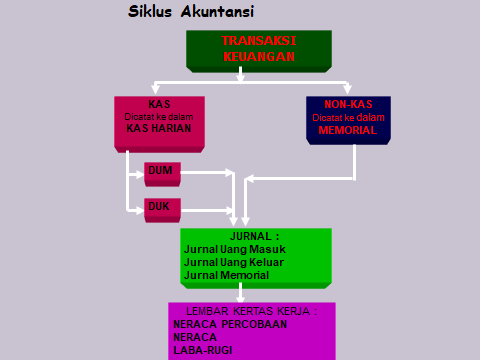 Siklus Akuntansi
TRANSAKSI
KEUANGAN
KAS
Dicatat ke dalam
KAS HARIAN
NON-KAS
Dicatat ke dalam
MEMORIAL
DUM
DUK
JURNAL :
Jurnal Uang Masuk
Jurnal Uang Keluar
Jurnal Memorial
LEMBAR KERTAS KERJA :
NERACA PERCOBAAN
NERACA
LABA-RUGI